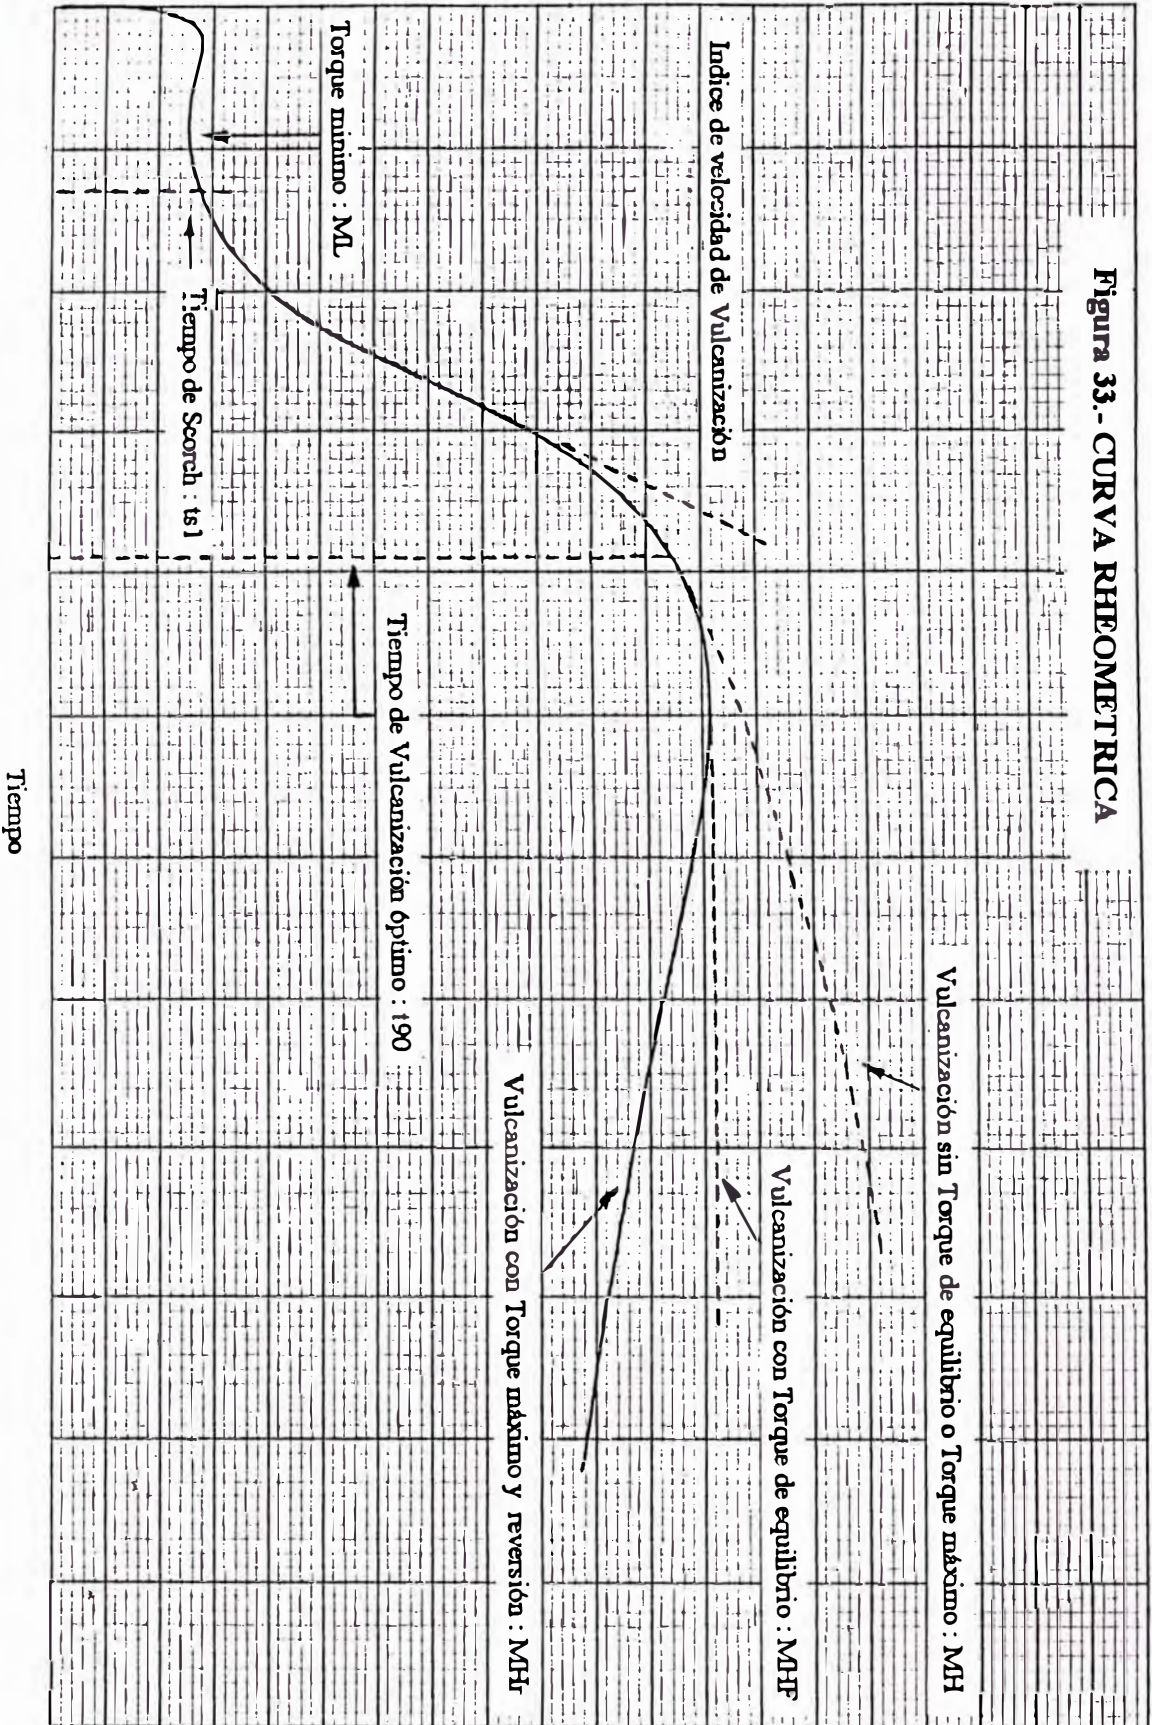 Figura 33.- CURVA RHEOMETRICA
Vulcanización sin Torque de equilibrio o Torque máximo : MH
Indice de velocidad de Vulcanización
Vulcanización con Torque de equilibrio : MHF
Vulcanización con Torque máximo y reversión : MHr
Tiempo de Vulcanización óptimo : t90
Torque minimo : ML
Tiempo de Scorch : ts1
Tiempo